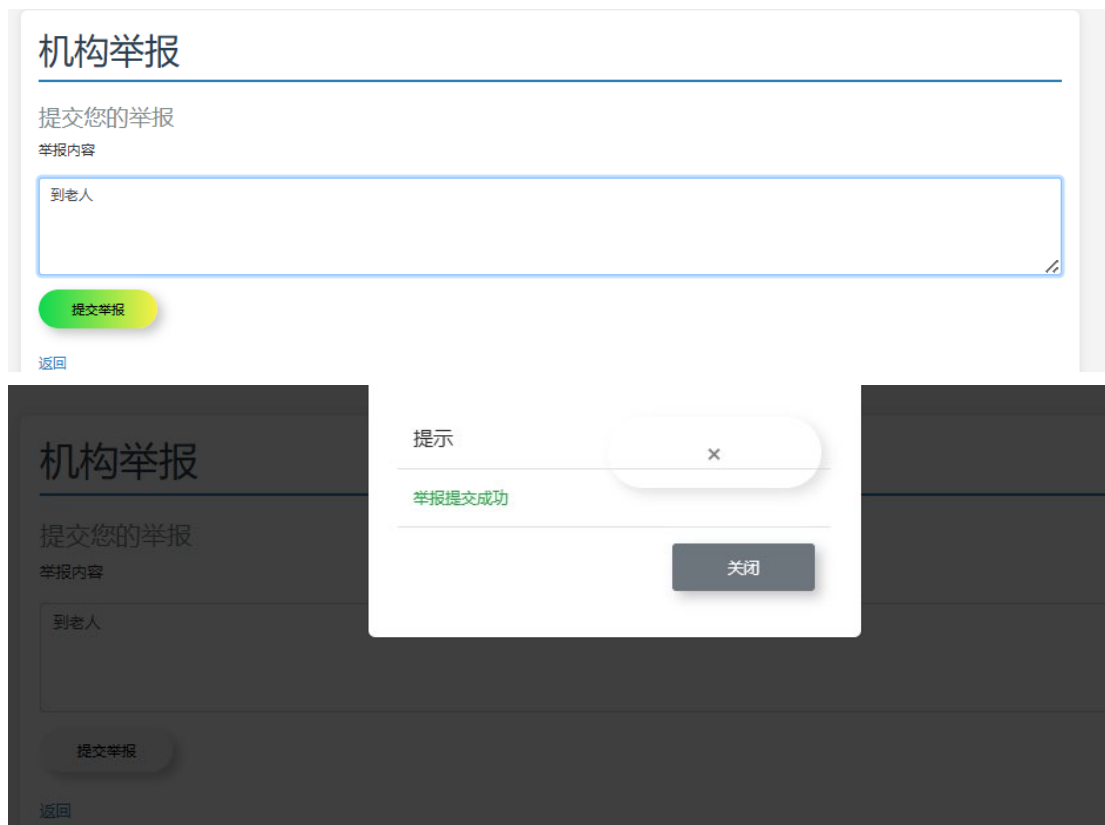 机构举报
提交您的举报
举报内容
到老人
提交举报
返回
机构举报
提交您的举报
举报内容
到老人
提交举报
返回
提示
×
举报提交成功
关闭